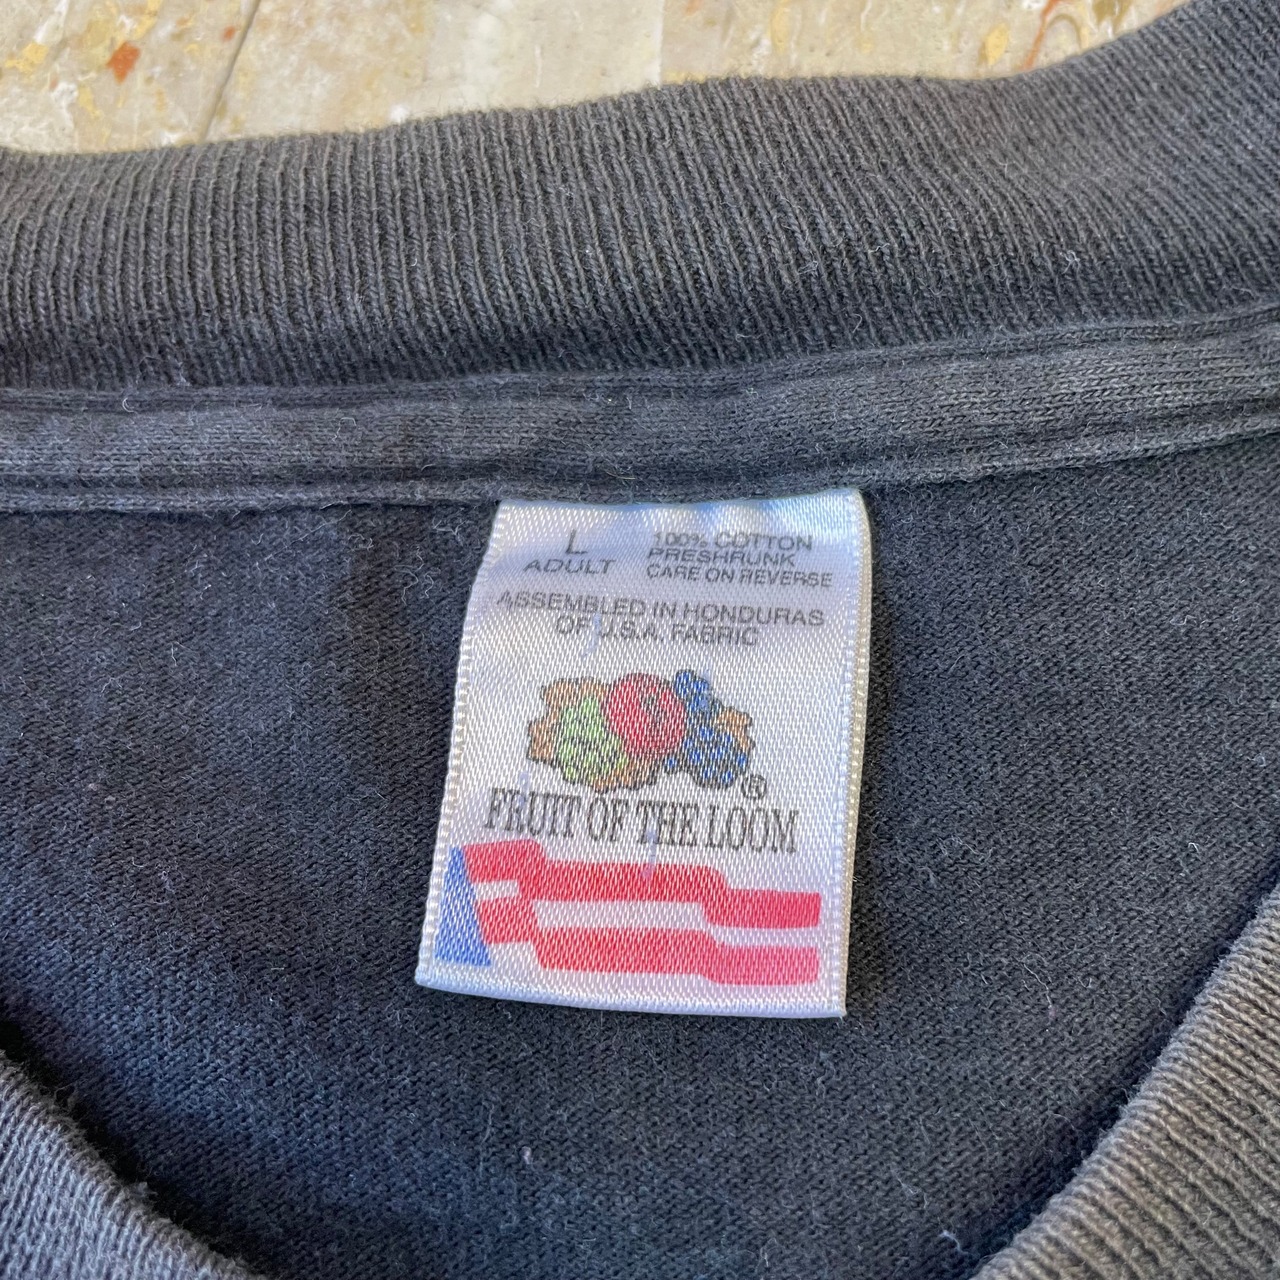 L
ADULT
100% COTTON
PRESHRUNK
CARE ON REVERSE
ASSEMBLED IN HONDURAS
OF U.S.A. FABRIC
®
FRUIT OF THE LOOM